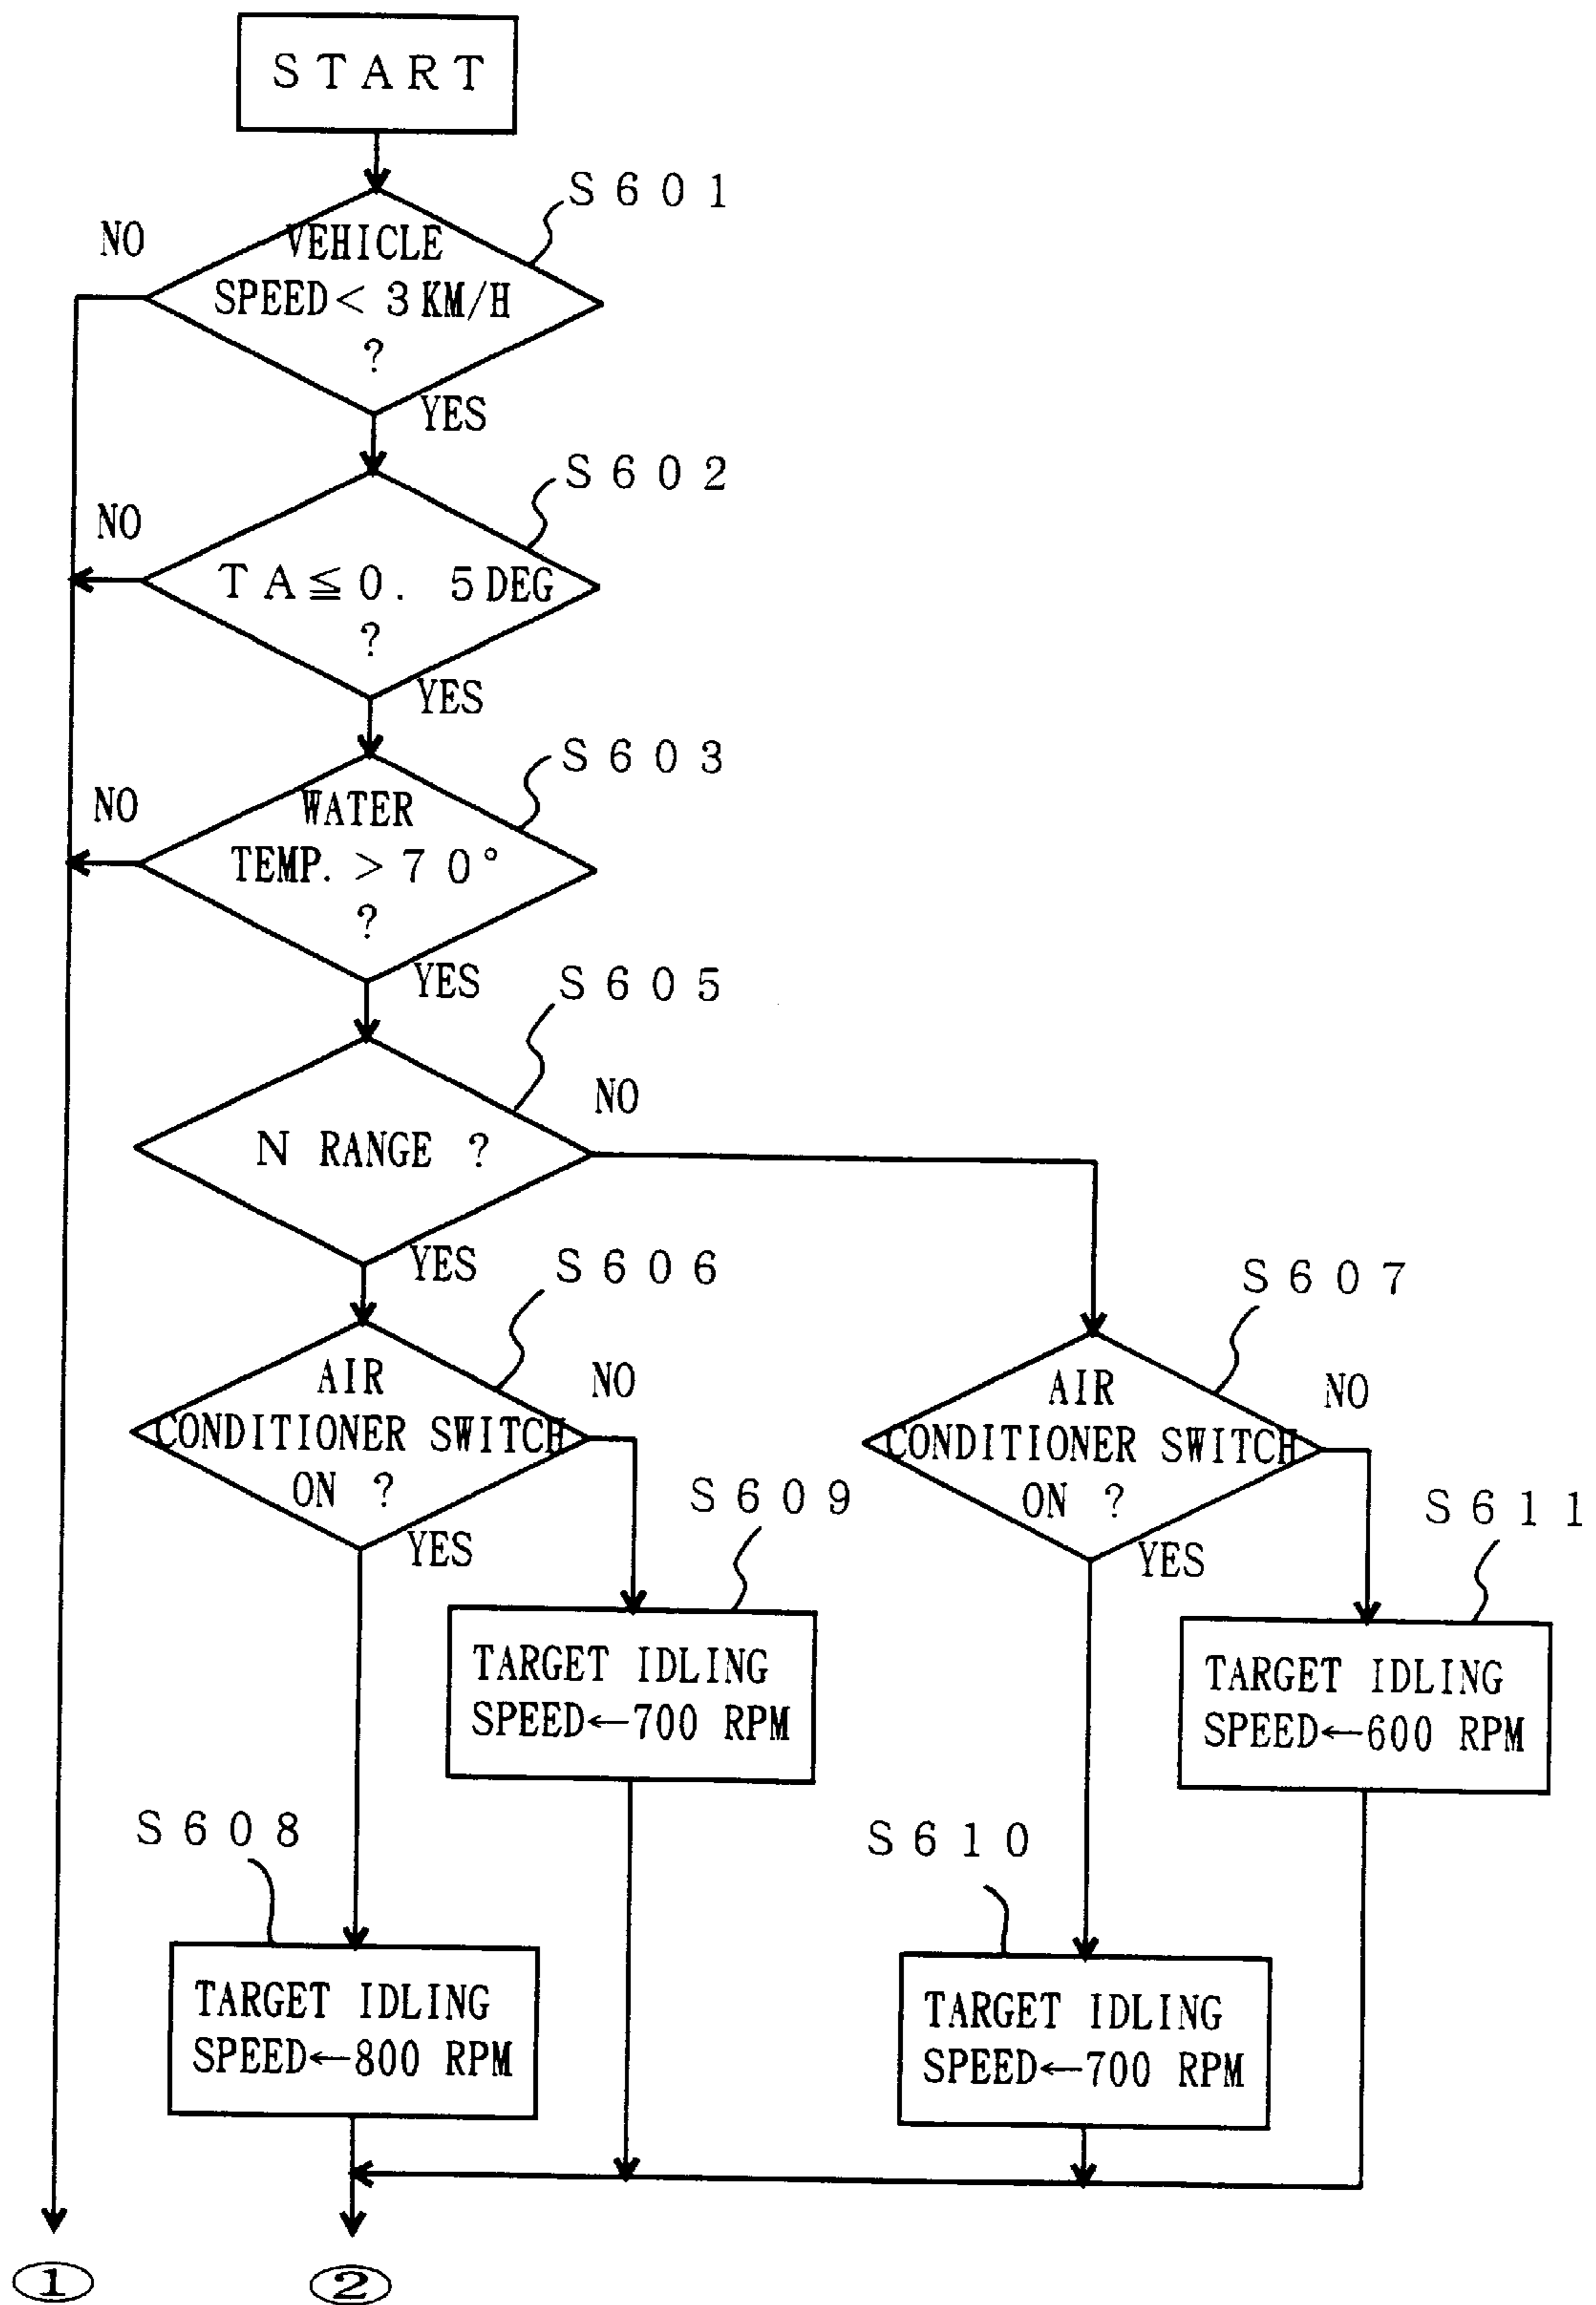 START
S601
NO
VEHICLE
SPEED< 3KM/H
?
YES
S602
NO
TA≦0. 5DEG
?
YES
S603
NO
WATER
TEMP. >70°
?
YES
S605
NO
N RANGE ?
YES
S606
S607
AIR
CONDITIONER SWITCH
ON ?
NO
YES
AIR
CONDITIONER SWITCH
ON ?
NO
YES
S609
S611
TARGET IDLING
SPEED←700 RPM
TARGET IDLING
SPEED←600 RPM
S608
S610
TARGET IDLING
SPEED←800 RPM
TARGET IDLING
SPEED←700 RPM
①
②